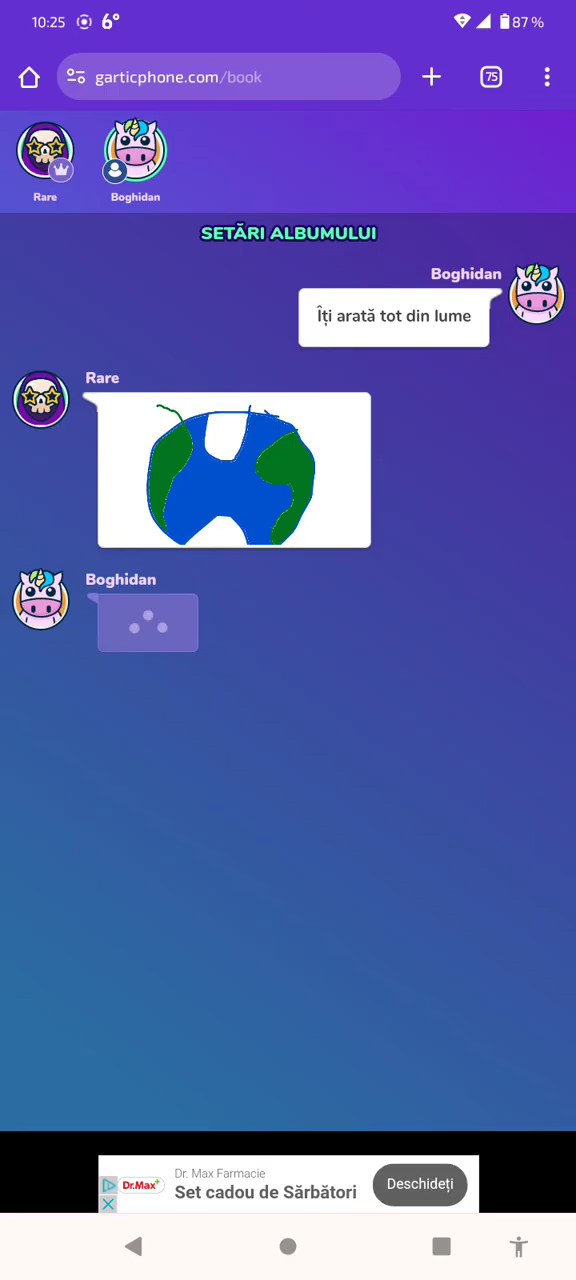 10:25 6° 87 %
garticphone.com/book 75
Rare Boghidan
SETĂRI ALBUMULUI
Boghidan
Îți arată tot din lume
Rare
Boghidan
Dr. Max Farmacie
Dr.Max+
Set cadou de Sărbători
Deschideți